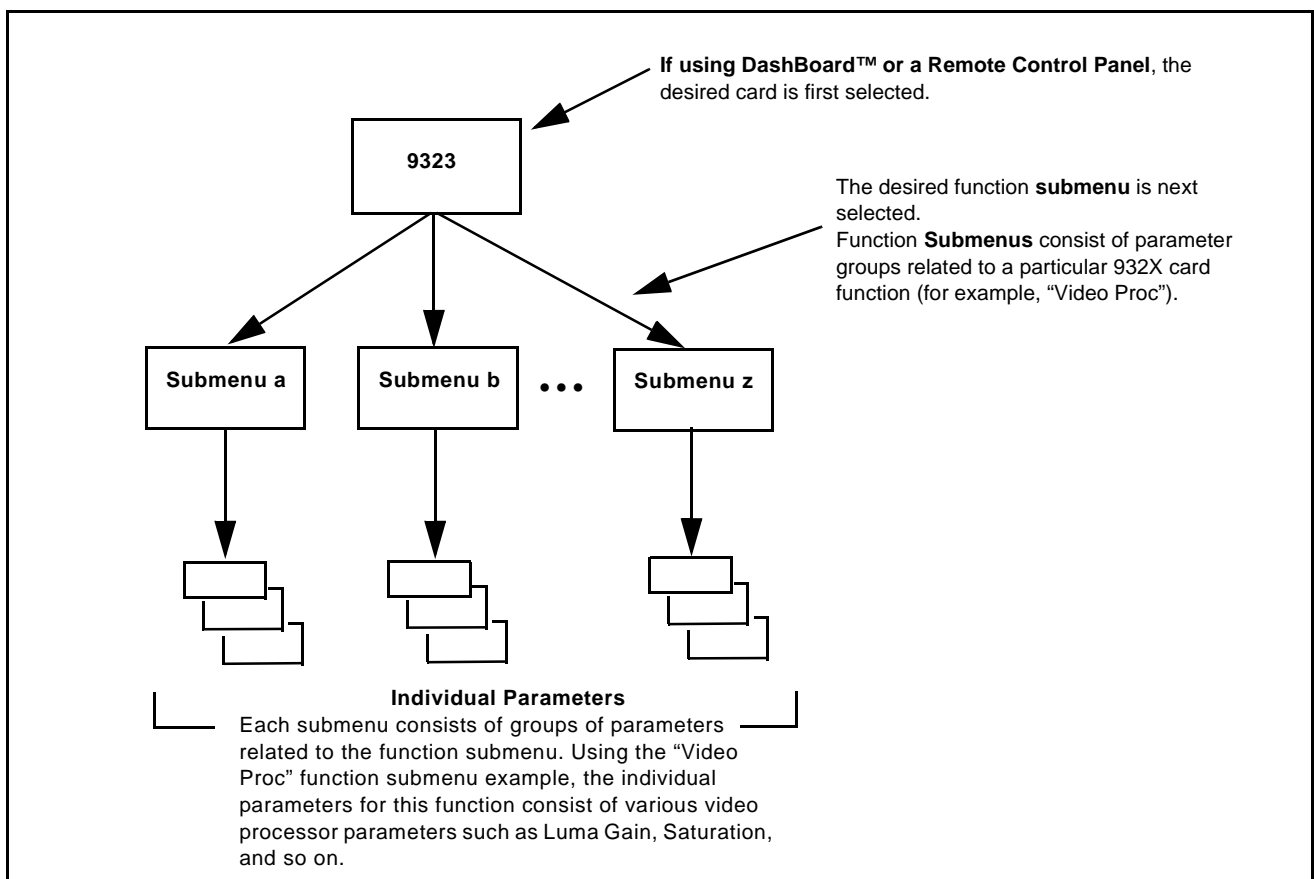 If using DashBoard™ or a Remote Control Panel, the
desired card is first selected.
9323
The desired function submenu is next
selected.
Function Submenus consist of parameter
groups related to a particular 932X card
function (for example, “Video Proc”).
Submenu a
Submenu b
•••
Submenu z
Individual Parameters
Each submenu consists of groups of parameters
related to the function submenu. Using the “Video
Proc” function submenu example, the individual
parameters for this function consist of various video
processor parameters such as Luma Gain, Saturation,
and so on.